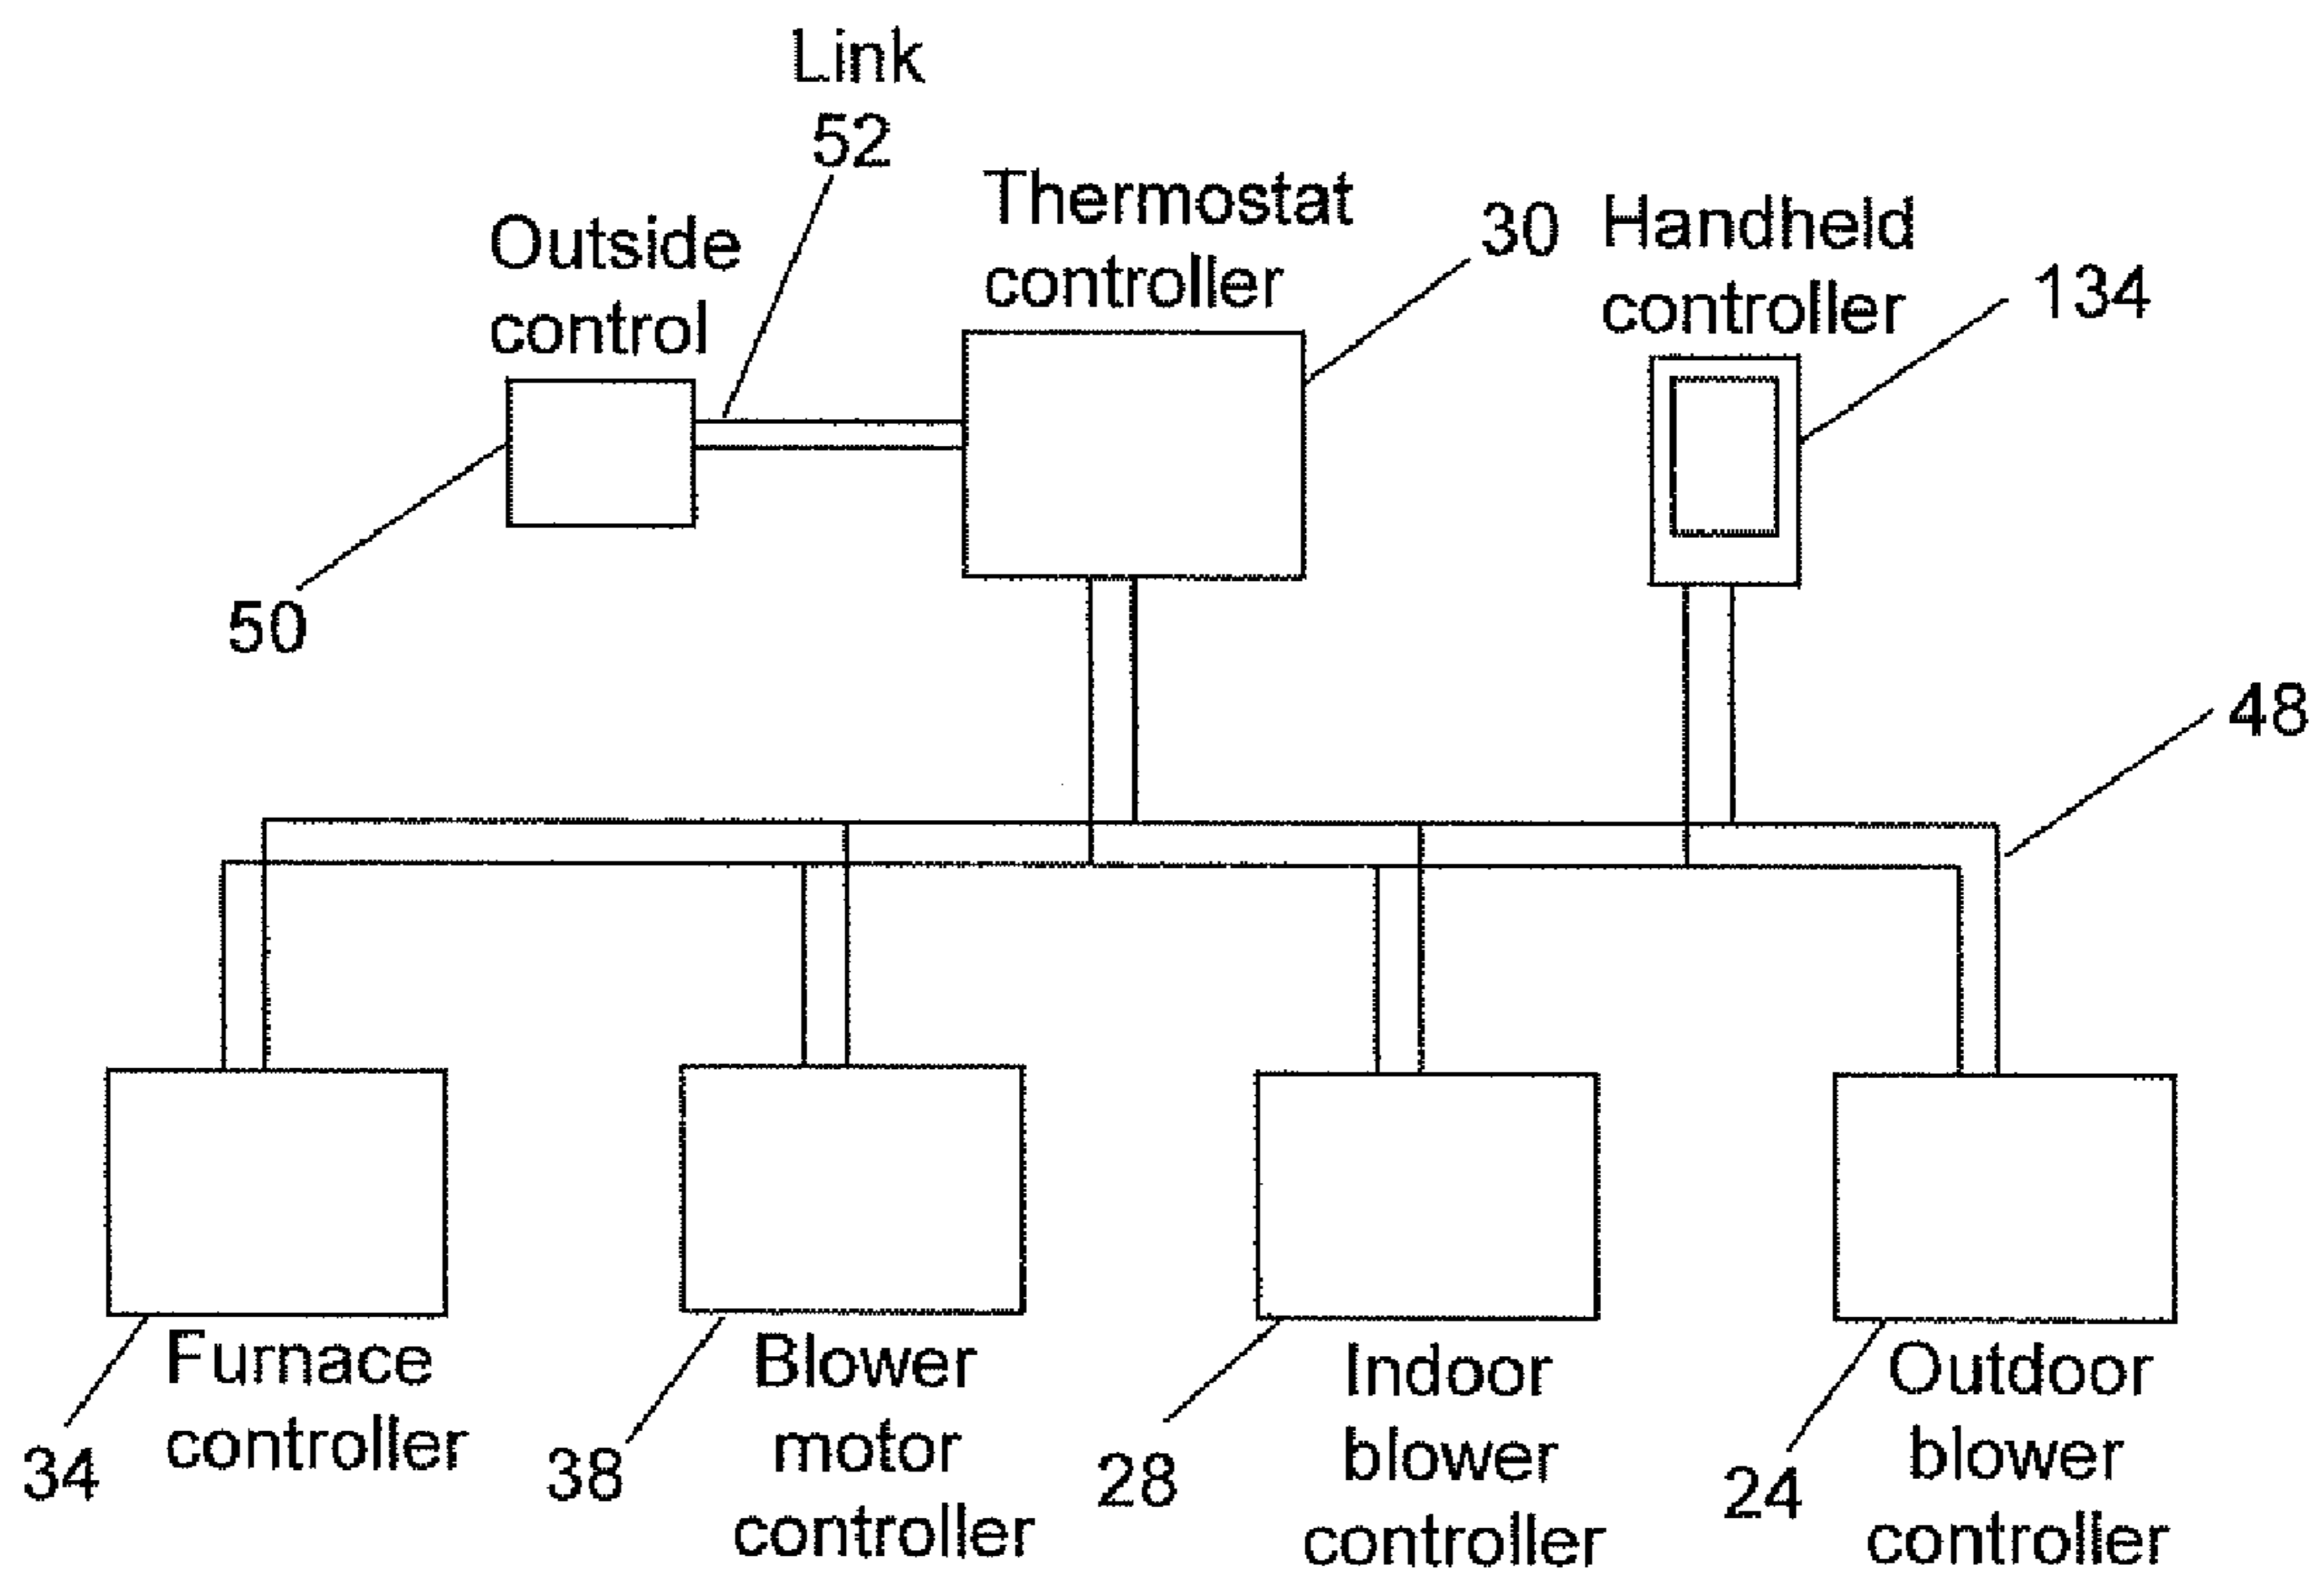 Link
52
Outside
control
Thermostat
controller
30
Handheld
controller
134
50
48
Furnace
controller
34
Blower
motor
controller
38
Indoor
blower
controller
28
Outdoor
blower
controller
24